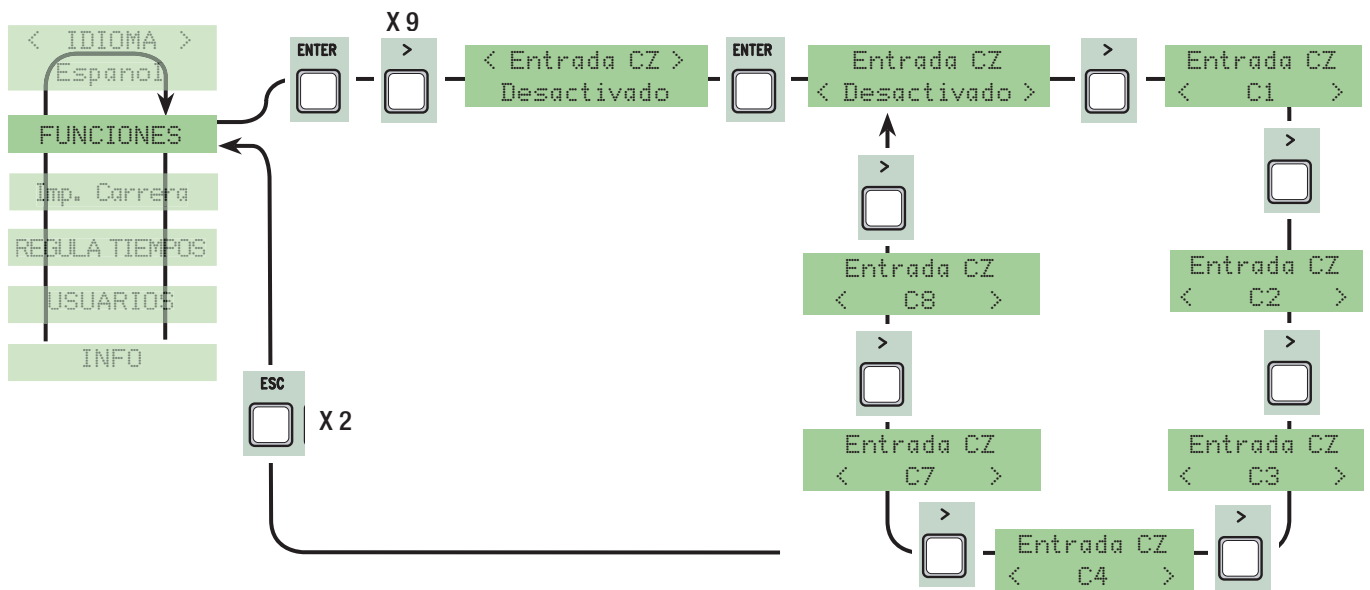 < IDIOMA >
Espanol
FUNCIONES
Imp. Carrera
REGULA TIEMPOS
USUARIOS
INFO
ENTER
X 9
>
< Entrada CZ >
Desactivado
ENTER
Entrada CZ
< Desactivado >
>
Entrada CZ
< C1 >
>
Entrada CZ
< C2 >
>
Entrada CZ
< C3 >
>
Entrada CZ
< C4 >
>
Entrada CZ
< C7 >
>
Entrada CZ
< C8 >
>
ESC
X 2